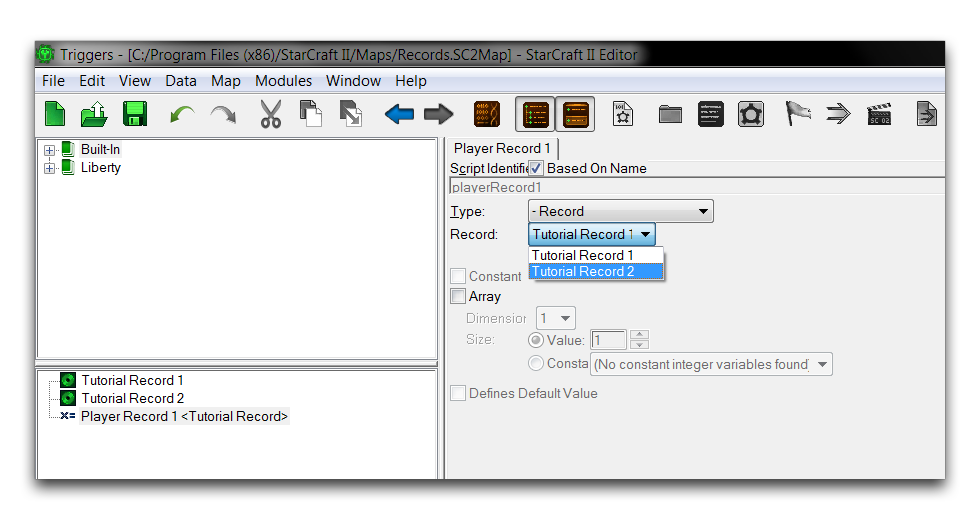 Triggers - [C:/Program Files (x86)/StarCraft II/Maps/Records.SC2Map] - StarCraft II Editor
File Edit View Data Map Modules Window Help
SC 02
Built-In
Liberty
Player Record 1
Script Identifie Based On Name
playerRecord1
Type: - Record
Record: Tutorial Record 1
Tutorial Record 1
Tutorial Record 2
Constant
Array
Dimension 1
Size: Value: 1
Consta (No constant integer variables found)
Defines Default Value
Tutorial Record 1
Tutorial Record 2
x= Player Record 1 <Tutorial Record>